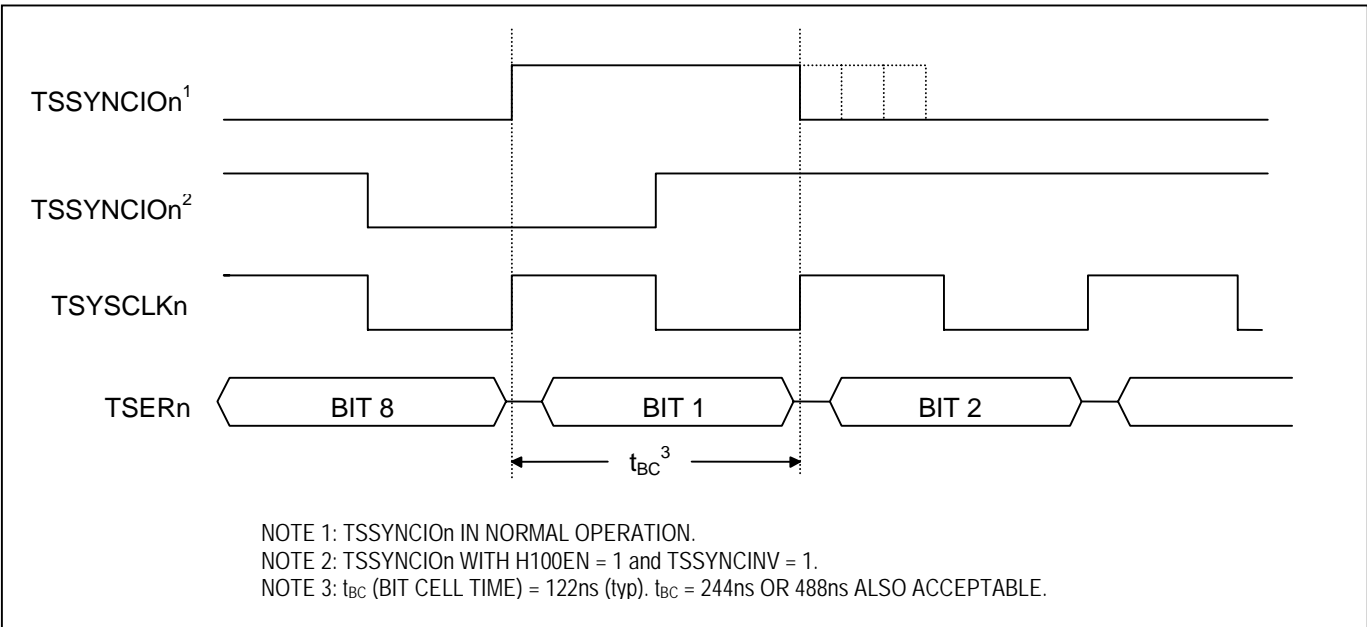 TSSYNCIOn¹
TSSYNCIOn²
TSYSCLKn
TSERn
BIT 8
BIT 1
BIT 2
tBC³
NOTE 1: TSSYNCIOn IN NORMAL OPERATION.
NOTE 2: TSSYNCIOn WITH H100EN = 1 and TSSYNCINV = 1.
NOTE 3: tBC (BIT CELL TIME) = 122ns (typ). tBC = 244ns OR 488ns ALSO ACCEPTABLE.